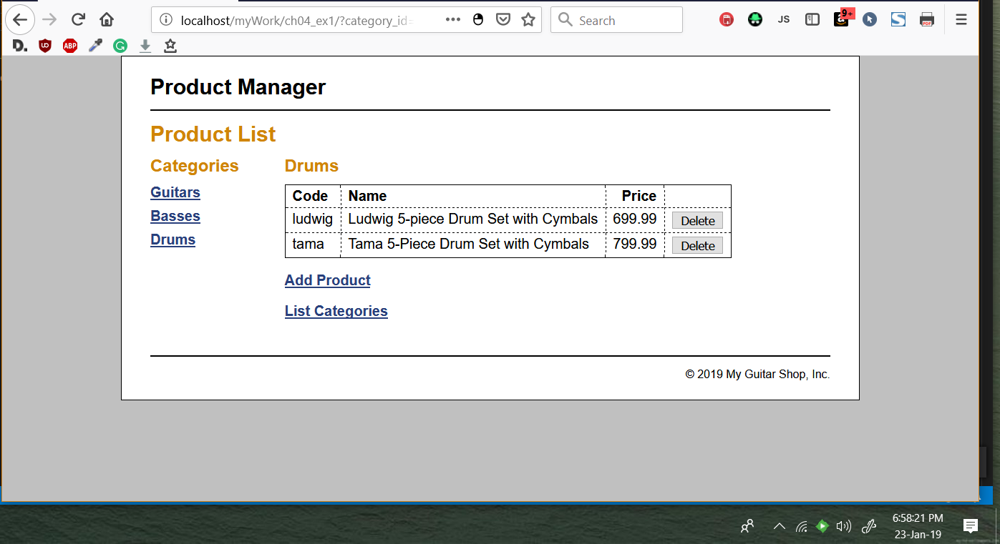 localhost/myWork/ch04_ex1/?category_id=
Search
JS
9+
a
D.
UO
ABP
G
S
PDF
Product Manager
Product List
Categories
Guitars
Basses
Drums
Drums
Code Name Price
ludwig Ludwig 5-piece Drum Set with Cymbals 699.99 Delete
tama Tama 5-Piece Drum Set with Cymbals 799.99 Delete
Add Product
List Categories
© 2019 My Guitar Shop, Inc.
6:58:21 PM
23-Jan-19